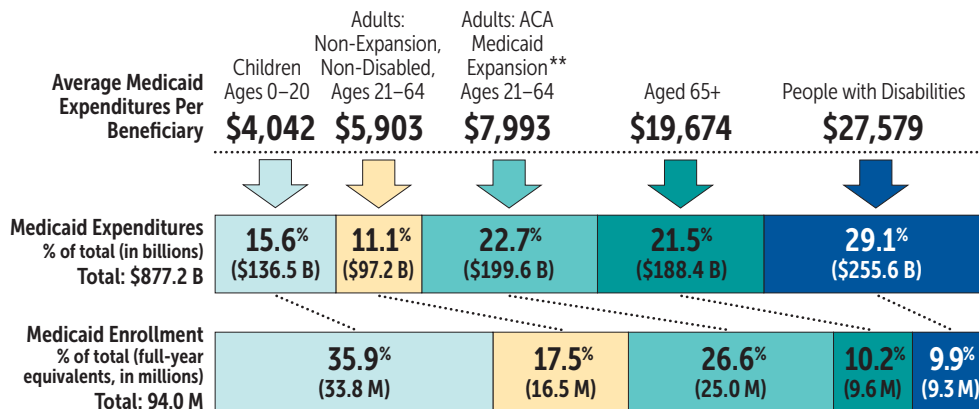 Average Medicaid
Expenditures Per
Beneficiary
Children
Ages 0–20
$4,042
Adults:
Non-Expansion,
Non-Disabled,
Ages 21–64
$5,903
Adults: ACA
Medicaid
Expansion**
Ages 21–64
$7,993
Aged 65+
$19,674
People with Disabilities
$27,579
Medicaid Expenditures
% of total (in billions)
Total: $877.2 B
15.6%
($136.5 B)
11.1%
($97.2 B)
22.7%
($199.6 B)
21.5%
($188.4 B)
29.1%
($255.6 B)
Medicaid Enrollment
% of total (full-year
equivalents, in millions)
Total: 94.0 M
35.9%
(33.8 M)
17.5%
(16.5 M)
26.6%
(25.0 M)
10.2%
(9.6 M)
9.9%
(9.3 M)